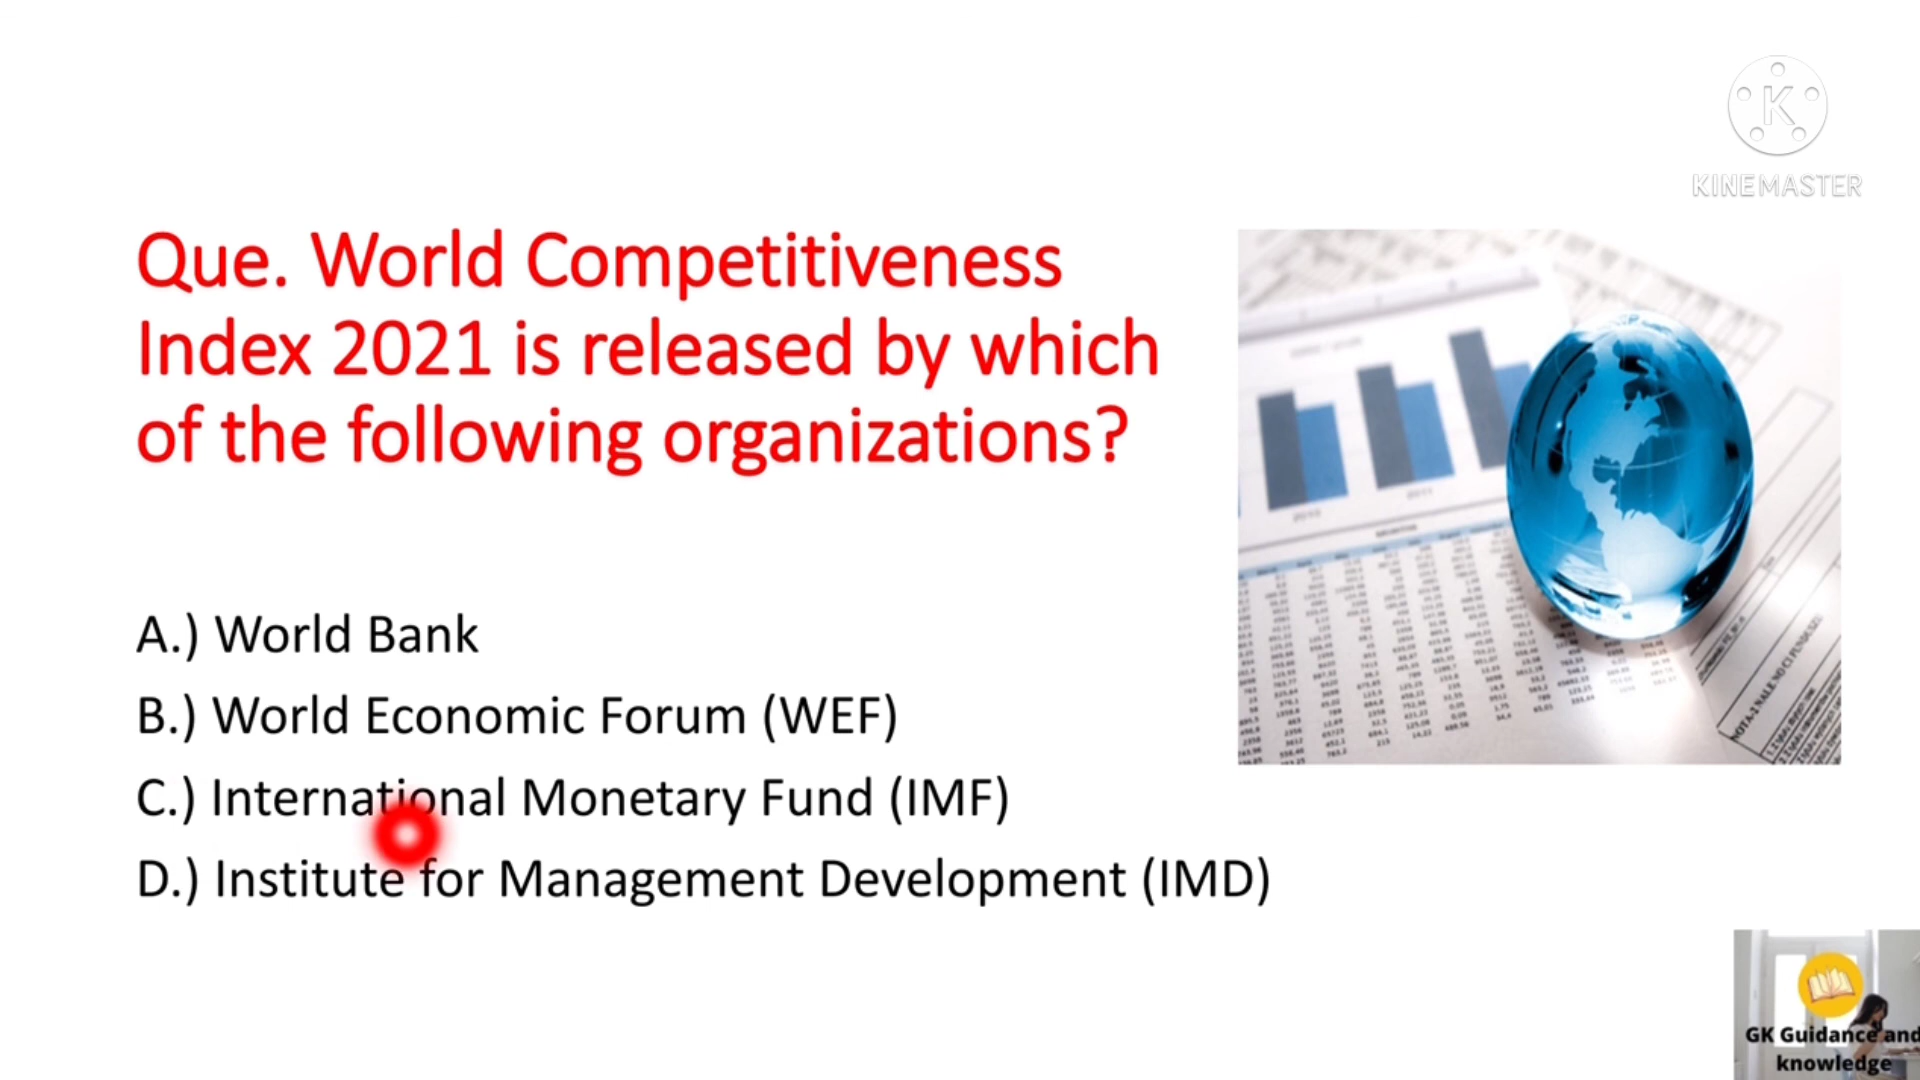 K
KINEMASTER
Que. World Competitiveness
Index 2021 is released by which
of the following organizations?
A.) World Bank
B.) World Economic Forum (WEF)
C.) International Monetary Fund (IMF)
D.) Institute for Management Development (IMD)
GK Guidance and
knowledge